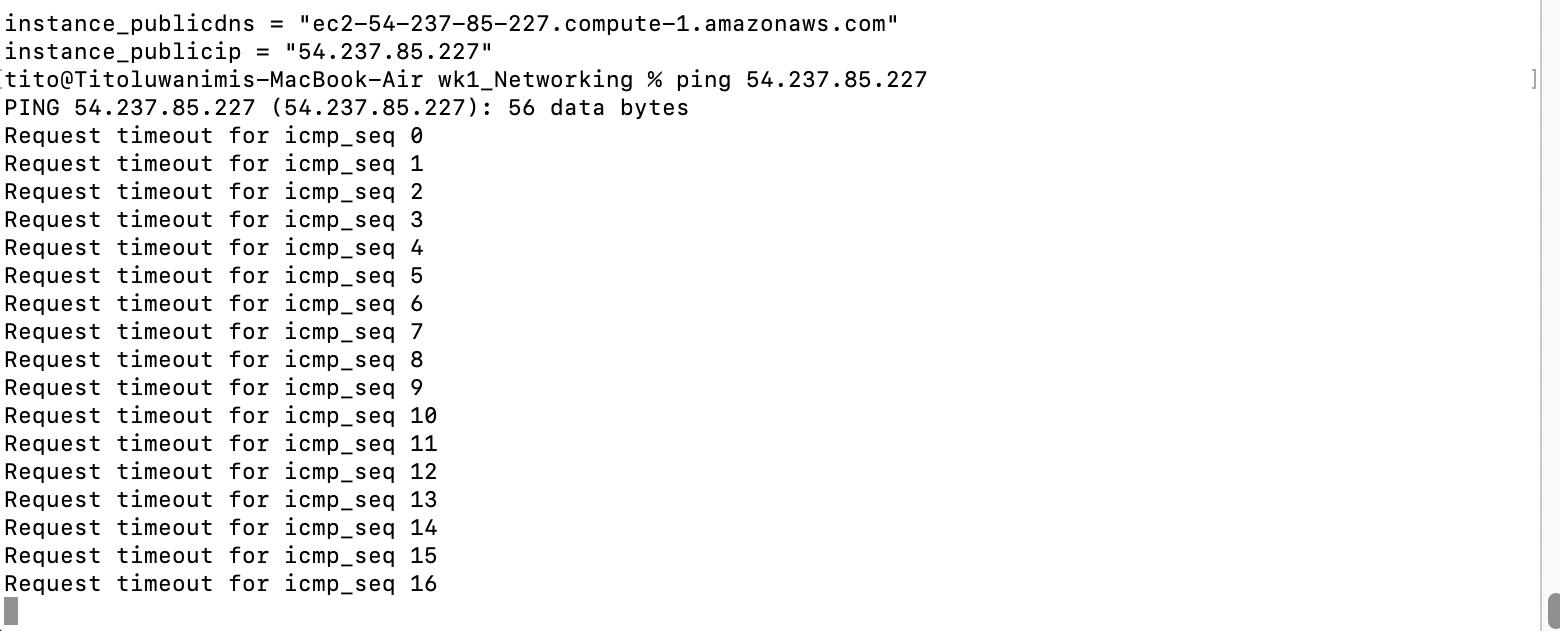 instance_publicdns = "ec2-54-237-85-227.compute-1.amazonaws.com"
instance_publicip = "54.237.85.227"
[tito@Titoluwanimis-MacBook-Air wk1_Networking % ping 54.237.85.227 ]
PING 54.237.85.227 (54.237.85.227): 56 data bytes
Request timeout for icmp_seq 0
Request timeout for icmp_seq 1
Request timeout for icmp_seq 2
Request timeout for icmp_seq 3
Request timeout for icmp_seq 4
Request timeout for icmp_seq 5
Request timeout for icmp_seq 6
Request timeout for icmp_seq 7
Request timeout for icmp_seq 8
Request timeout for icmp_seq 9
Request timeout for icmp_seq 10
Request timeout for icmp_seq 11
Request timeout for icmp_seq 12
Request timeout for icmp_seq 13
Request timeout for icmp_seq 14
Request timeout for icmp_seq 15
Request timeout for icmp_seq 16